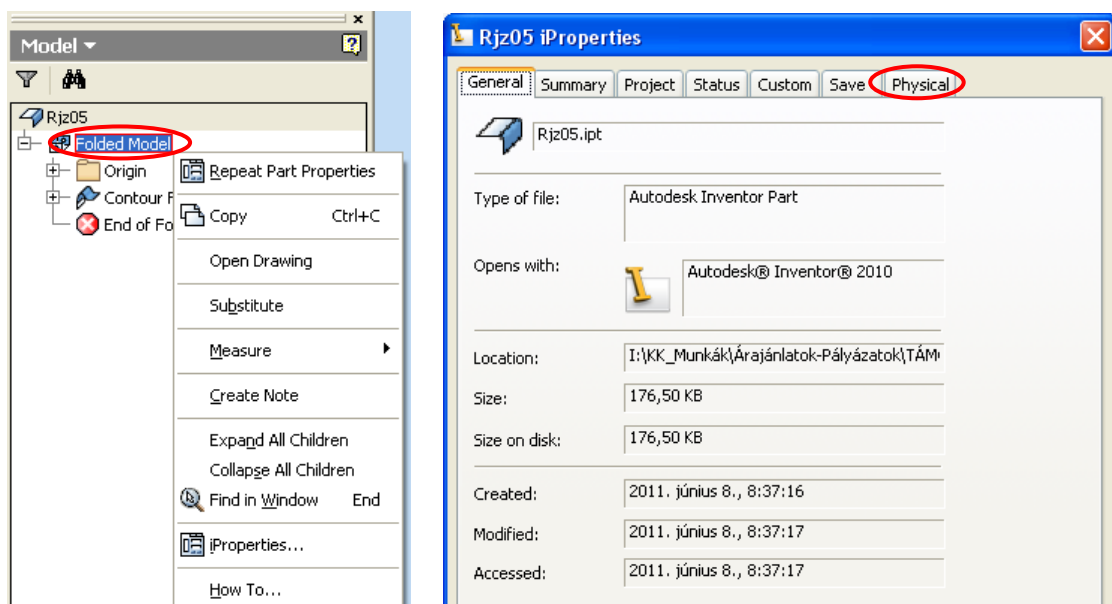 Model
Rjz05
Folded Model
Origin
Contour F
End of Fo
Repeat Part Properties
Copy Ctrl+C
Open Drawing
Substitute
Measure
Create Note
Expand All Children
Collapse All Children
Find in Window End
iProperties...
How To...
Rjz05 iProperties
General Summary Project Status Custom Save Physical
Rjz05.ipt
Type of file: Autodesk Inventor Part
Opens with: Autodesk® Inventor® 2010
Location: I:\KK_Munkák\Árajánlatok-Pályázatok\TÁM
Size: 176,50 KB
Size on disk: 176,50 KB
Created: 2011. június 8., 8:37:16
Modified: 2011. június 8., 8:37:17
Accessed: 2011. június 8., 8:37:17